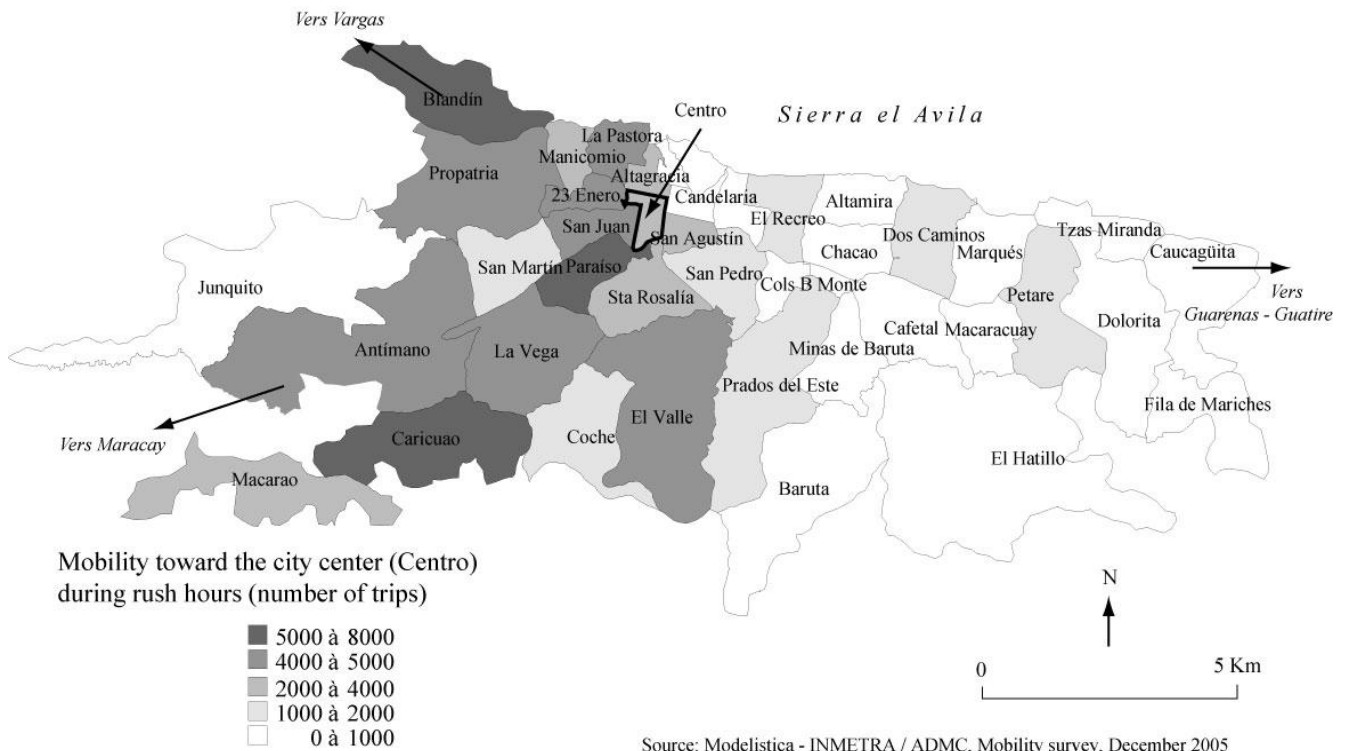 Vers Vargas
Blandín
Centro
Sierra el Avila
La Pastora
Manicomio
Propatria
Altagracia
23 Enero
Candelaria
Altamira
El Recreo
San Juan
San Agustín
Dos Caminos
Tzas Miranda
Chacao
Marqués
Caucagüita
San Martín
Paraíso
San Pedro
Cols B Monte
Junquito
Sta Rosalía
Petare
Vers
Guarenas - Guatire
Dolorita
Cafetal
Macaracuay
Antímano
La Vega
Minas de Baruta
Prados del Este
Fila de Mariches
El Valle
Vers Maracay
Caricuao
Coche
El Hatillo
Macarao
Baruta
Mobility toward the city center (Centro)
during rush hours (number of trips)
5000 à 8000
4000 à 5000
2000 à 4000
1000 à 2000
0 à 1000
N
0 5 Km
Source: Modelistica - INMETRA / ADMC, Mobility survey, December 2005